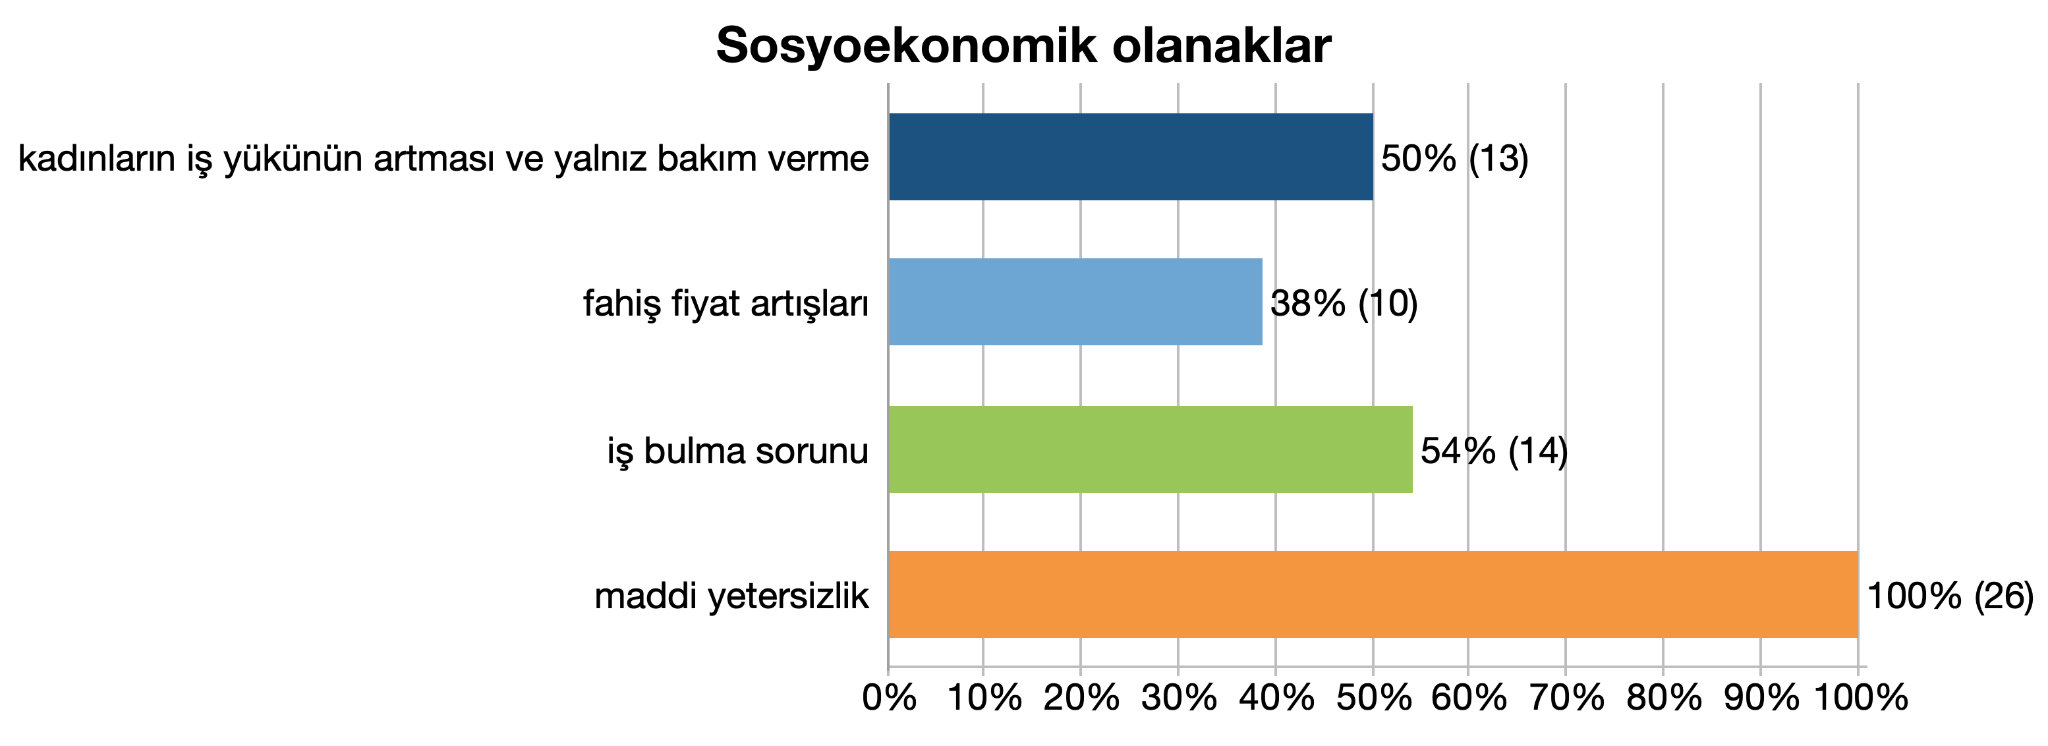 Sosyoekonomik olanaklar
kadınların iş yükünün artması ve yalnız bakım verme 50% (13)
fahiş fiyat artışları 38% (10)
iş bulma sorunu 54% (14)
maddi yetersizlik 100% (26)
0% 10% 20% 30% 40% 50% 60% 70% 80% 90% 100%